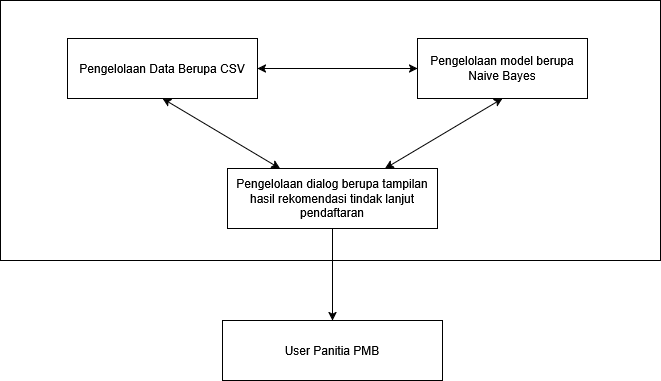 Pengelolaan Data Berupa CSV
Pengelolaan model berupa
Naive Bayes
Pengelolaan dialog berupa tampilan
hasil rekomendasi tindak lanjut
pendaftaran
User Panitia PMB